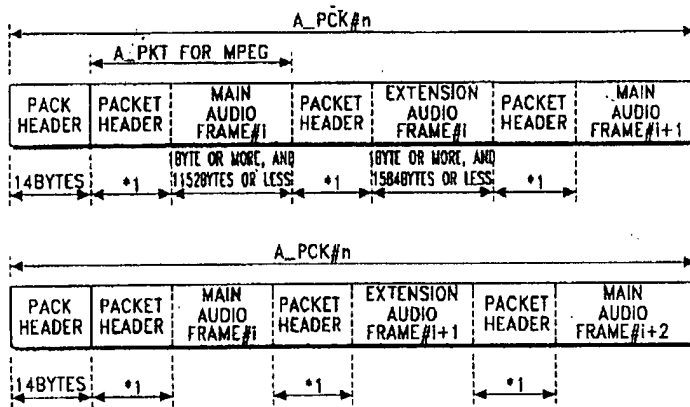 A_PCK#n
A_PKT FOR MPEG
PACK HEADER
PACKET HEADER
MAIN AUDIO FRAME#i
PACKET HEADER
EXTENSION AUDIO FRAME#i
PACKET HEADER
MAIN AUDIO FRAME#i+1
14BYTES
*1
1BYTE OR MORE, AND 1152BYTES OR LESS
*1
1BYTE OR MORE, AND 1584BYTES OR LESS
*1
A_PCK#n
PACK HEADER
PACKET HEADER
MAIN AUDIO FRAME#i
PACKET HEADER
EXTENSION AUDIO FRAME#i+1
PACKET HEADER
MAIN AUDIO FRAME#i+2
14BYTES
*1
*1
*1